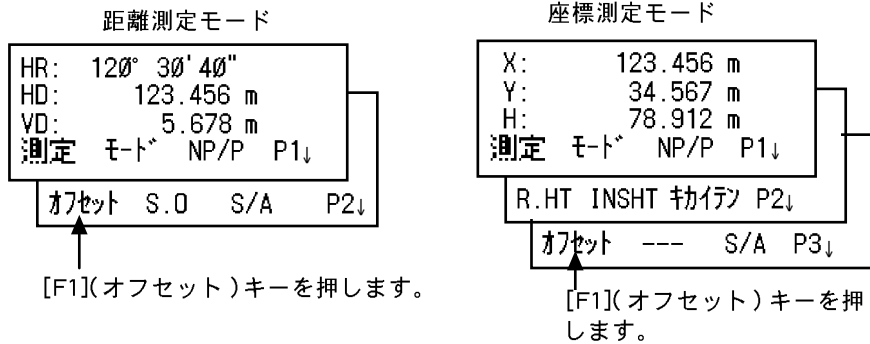 距離測定モード
HR: 120° 30'40"
HD: 123.456 m
VD: 5.678 m
測定 ﾓｰﾄﾞ NP/P P1↓
ｵﾌｾｯﾄ S.O S/A P2↓
[F1](オフセット)キーを押します。
座標測定モード
X: 123.456 m
Y: 34.567 m
H: 78.912 m
測定 ﾓｰﾄﾞ NP/P P1↓
R.HT INSHT ｷｶｲﾃﾝ P2↓
ｵﾌｾｯﾄ --- S/A P3↓
[F1](オフセット)キーを押
します。